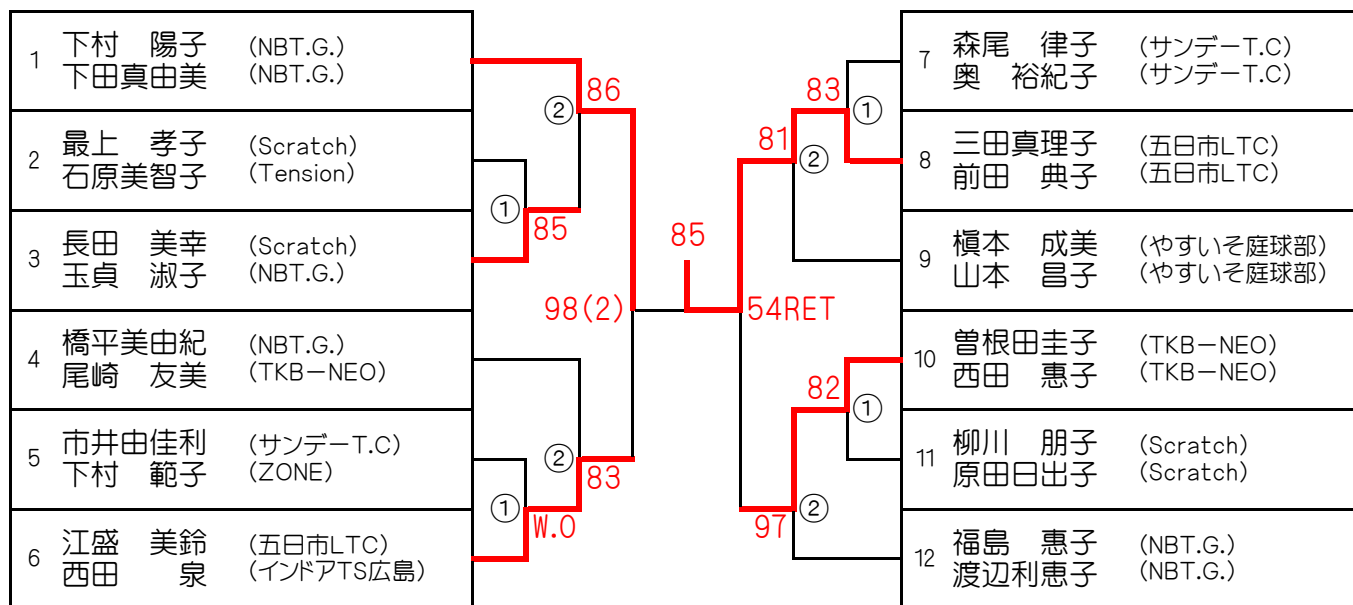 1 下村　陽子 (NBT.G.)
下田真由美 (NBT.G.)
2 最上　孝子 (Scratch)
石原美智子 (Tension)
3 長田　美幸 (Scratch)
玉貞　淑子 (NBT.G.)
4 橋平美由紀 (NBT.G.)
尾崎　友美 (TKB－NEO)
5 市井由佳利 (サンデーT.C)
下村　範子 (ZONE)
6 江盛　美鈴 (五日市LTC)
西田　　泉 (インドアTS広島)
86
②
①
85
98(2)
②
83
①
W.O
85
83
①
81
②
54RET
82
①
97
②
7 森尾　律子 (サンデーT.C)
奥　裕紀子 (サンデーT.C)
8 三田真理子 (五日市LTC)
前田　典子 (五日市LTC)
9 槇本　成美 (やすいそ庭球部)
山本　昌子 (やすいそ庭球部)
10 曽根田圭子 (TKB－NEO)
西田　恵子 (TKB－NEO)
11 柳川　朋子 (Scratch)
原田日出子 (Scratch)
12 福島　恵子 (NBT.G.)
渡辺利恵子 (NBT.G.)